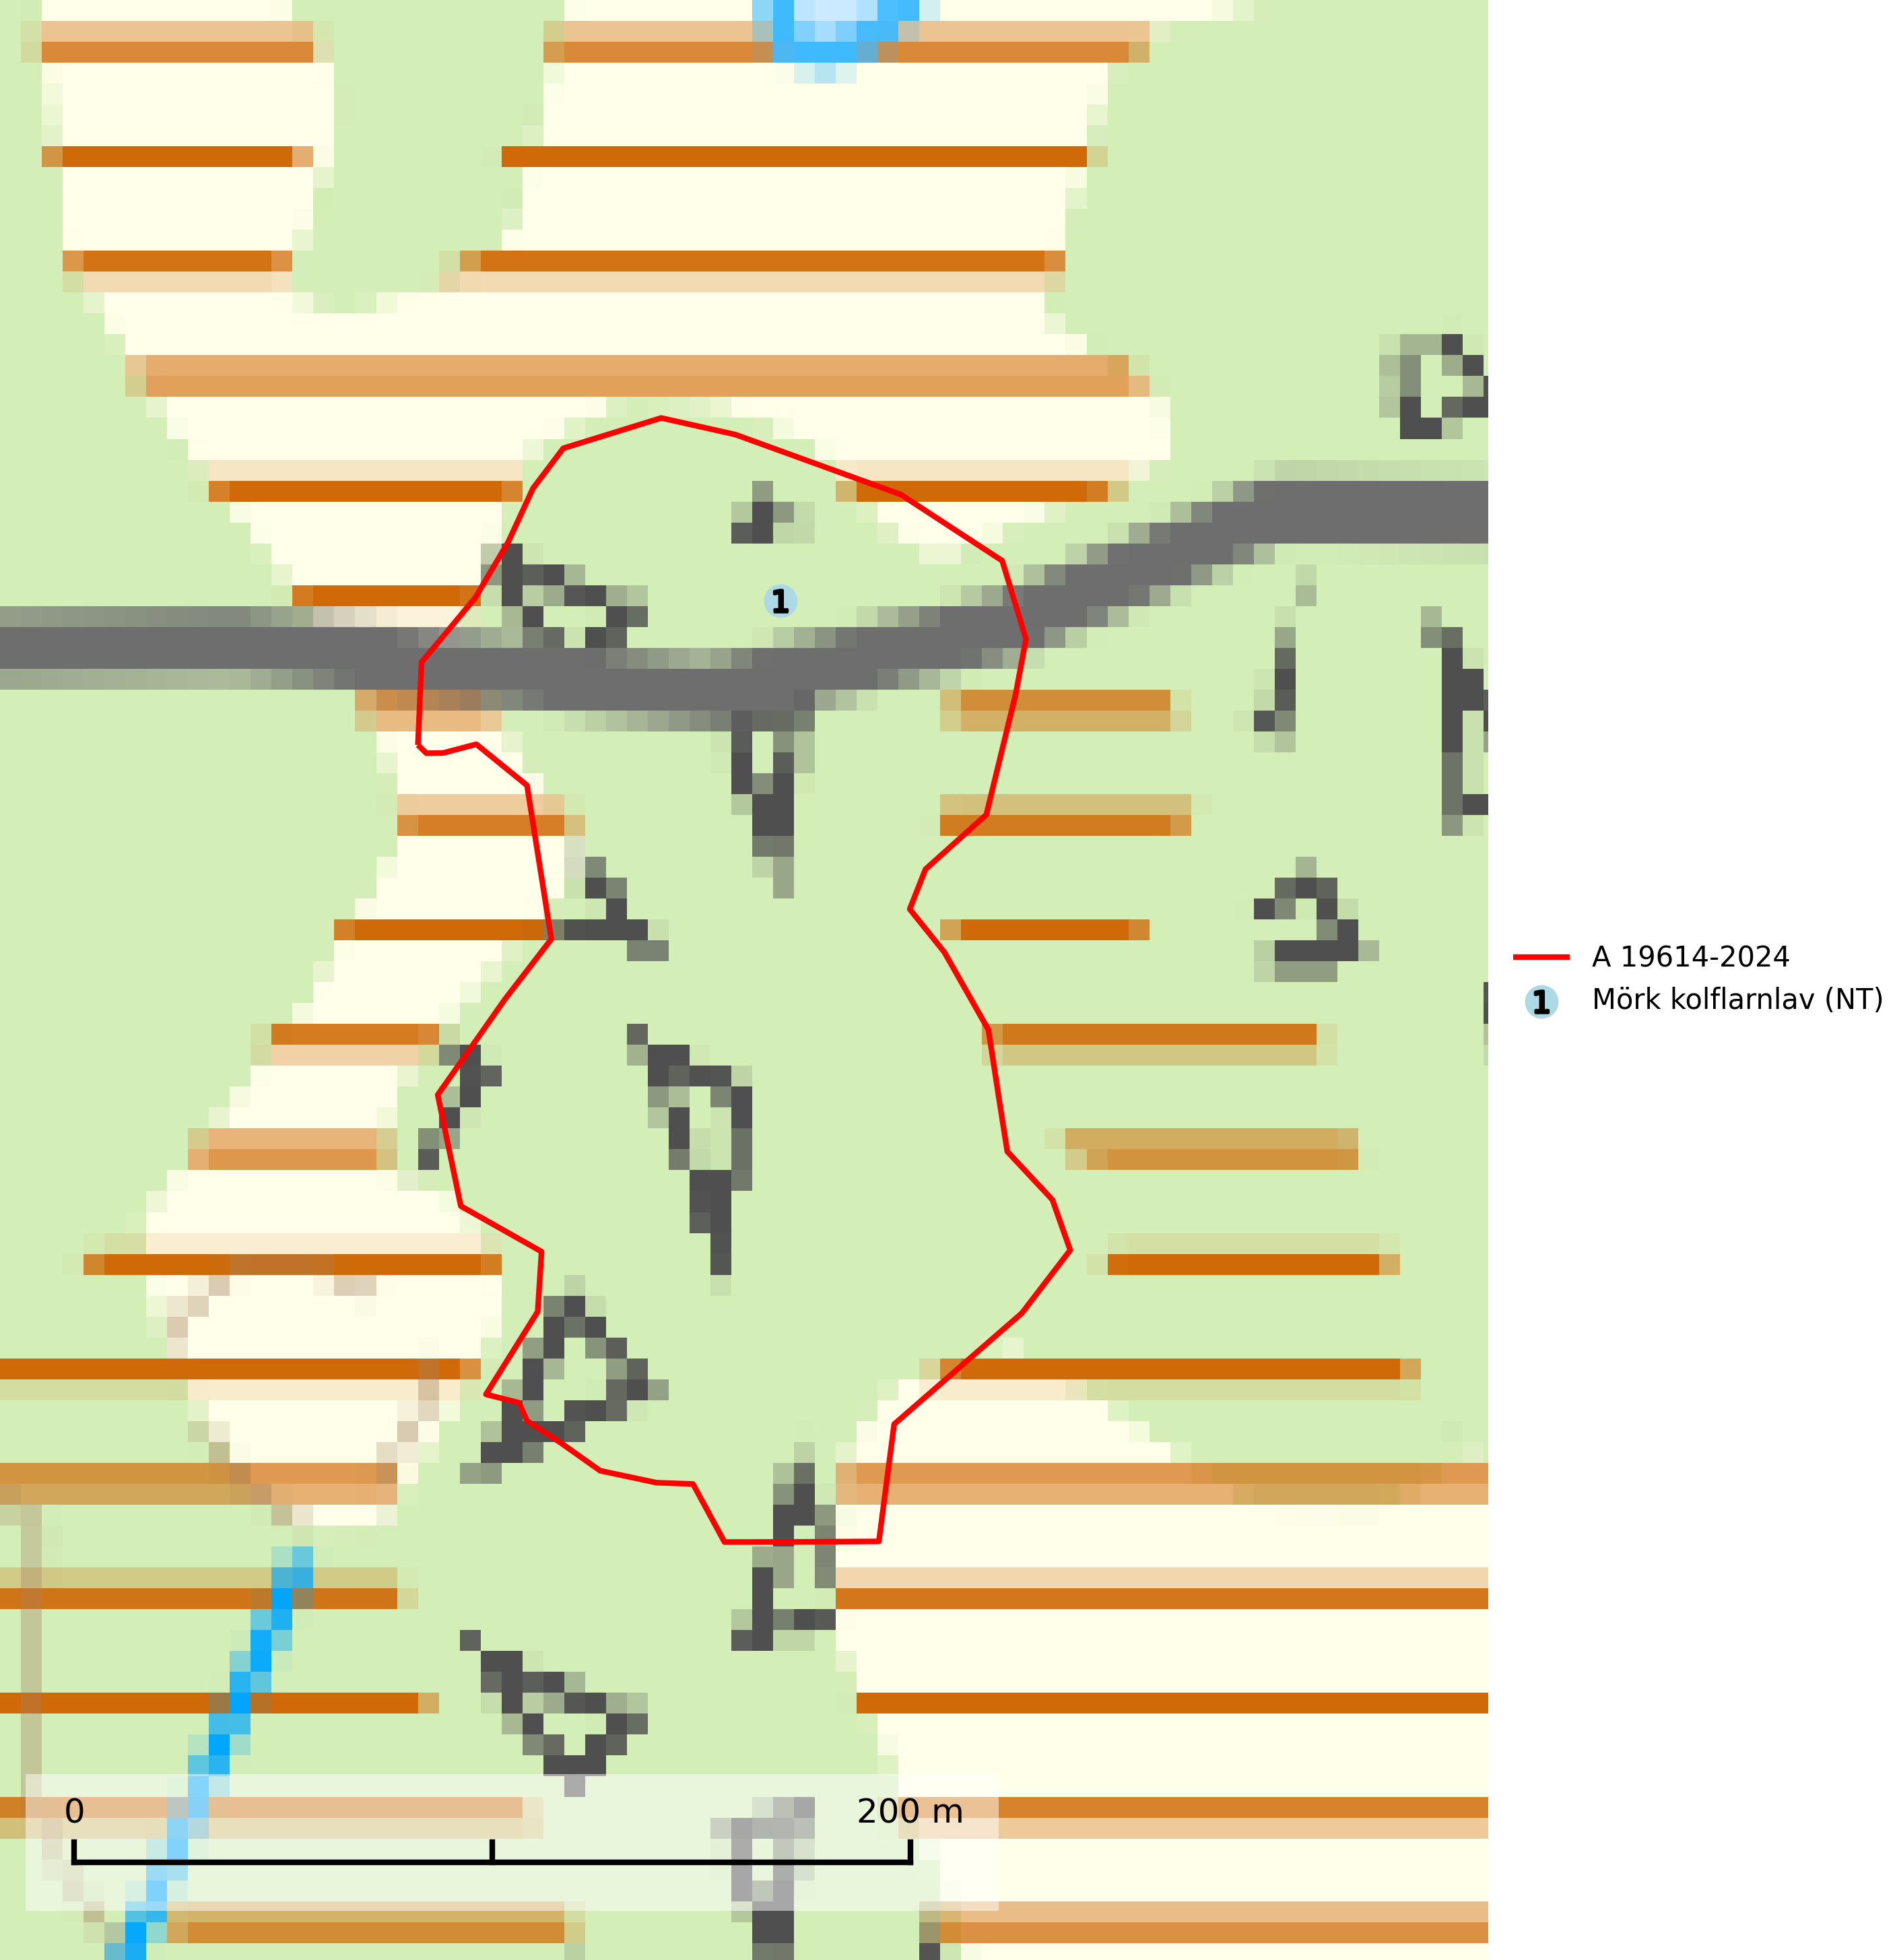 1
A 19614-2024
1 Mörk kolflarnlav (NT)
0 200 m